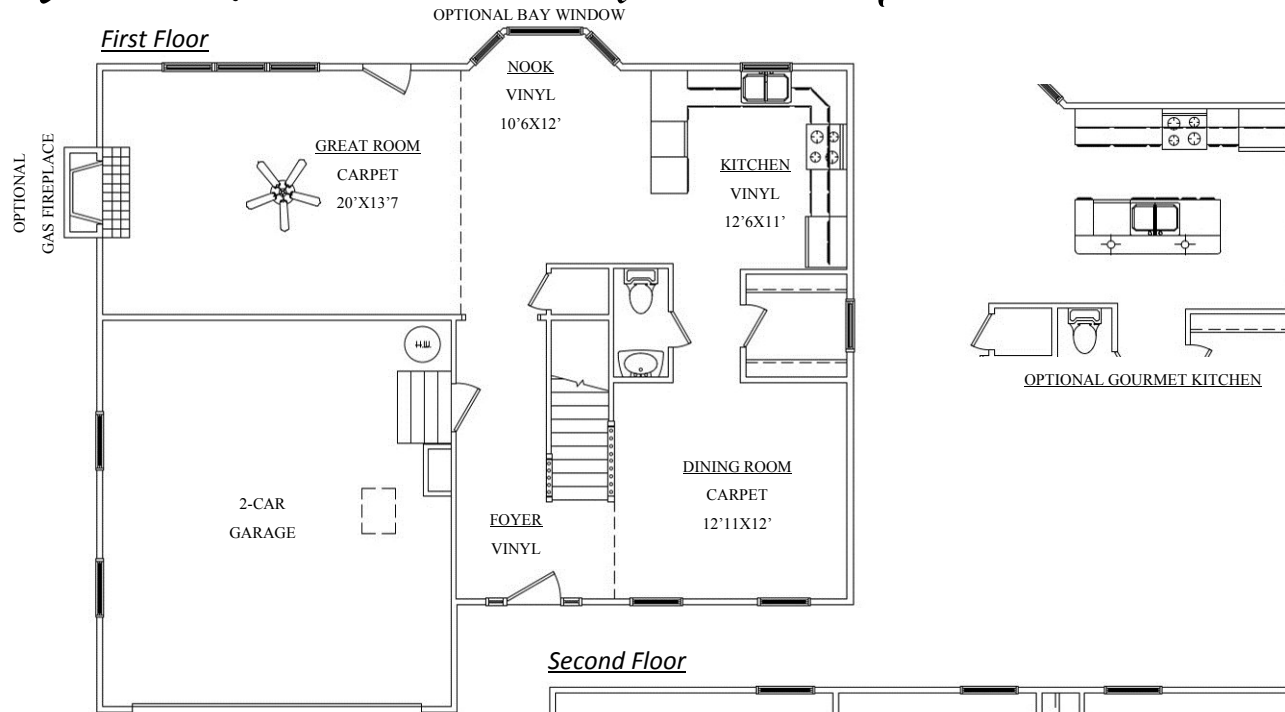 OPTIONAL BAY WINDOW
First Floor
NOOK
VINYL
10'6X12'
GREAT ROOM
CARPET
20'X13'7
OPTIONAL
GAS FIREPLACE
KITCHEN
VINYL
12'6X11'
H.W.
2-CAR
GARAGE
FOYER
VINYL
DINING ROOM
CARPET
12'11X12'
OPTIONAL GOURMET KITCHEN
Second Floor